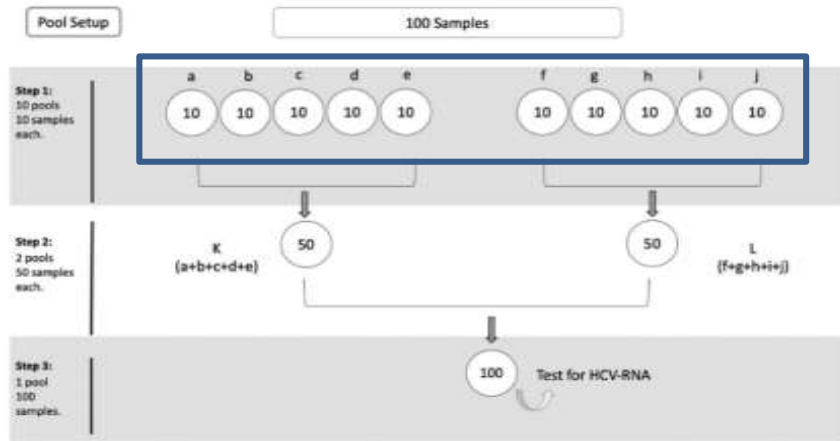 Pool Setup
100 Samples
a b c d e f g h i j
Step 1:
10 pools
10 samples
each.
10 10 10 10 10 10 10 10 10 10
Step 2:
2 pools
50 samples
each.
K
(a+b+c+d+e)
50
50
L
(f+g+h+i+j)
Step 3:
1 pool
100
samples.
100
Test for HCV-RNA